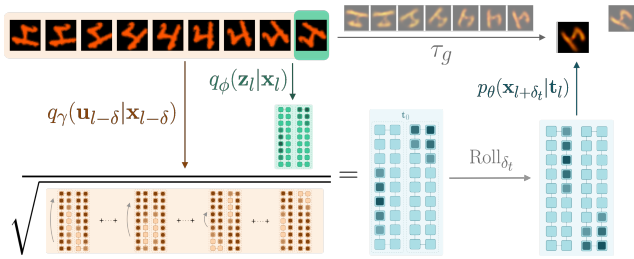 τ_g
q_ϕ(z_l|x_l)
q_γ(u_{l−δ}|x_{l−δ})
p_θ(x_{l+δ_t}|t_l)
t_0
=
Roll_{δ_t}
+ ··· + + ··· + + ··· +